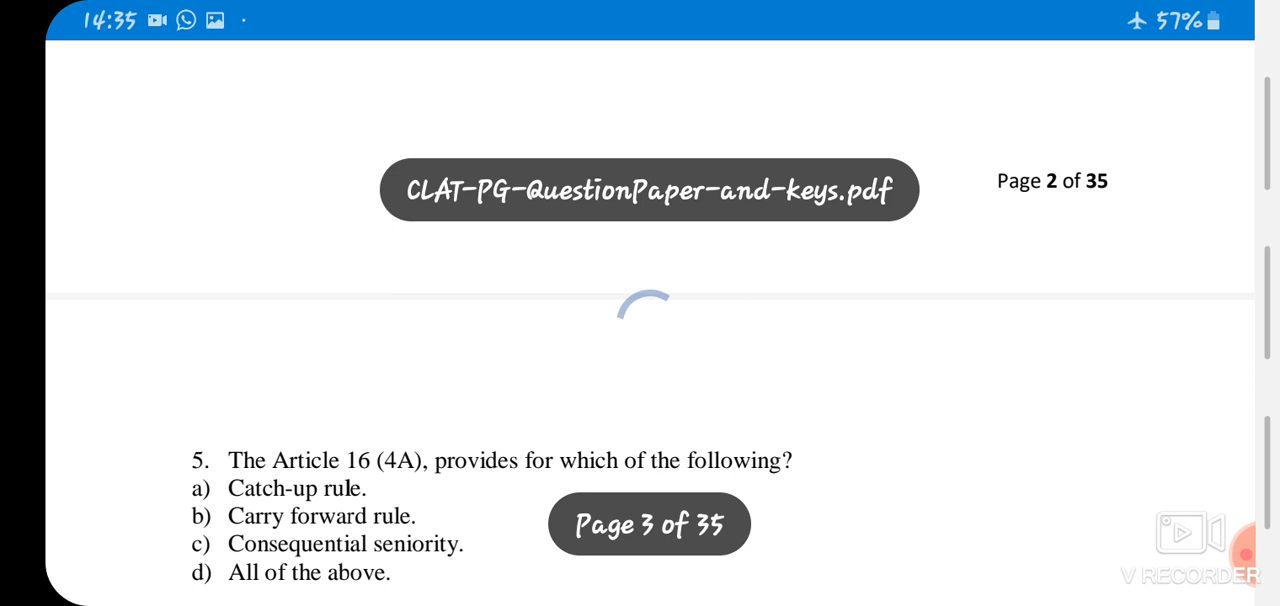 14:35
57%
CLAT-PG-QuestionPaper-and-keys.pdf
Page 2 of 35
5. The Article 16 (4A), provides for which of the following?
a) Catch-up rule.
b) Carry forward rule.
c) Consequential seniority.
d) All of the above.
Page 3 of 35
V RECORDER